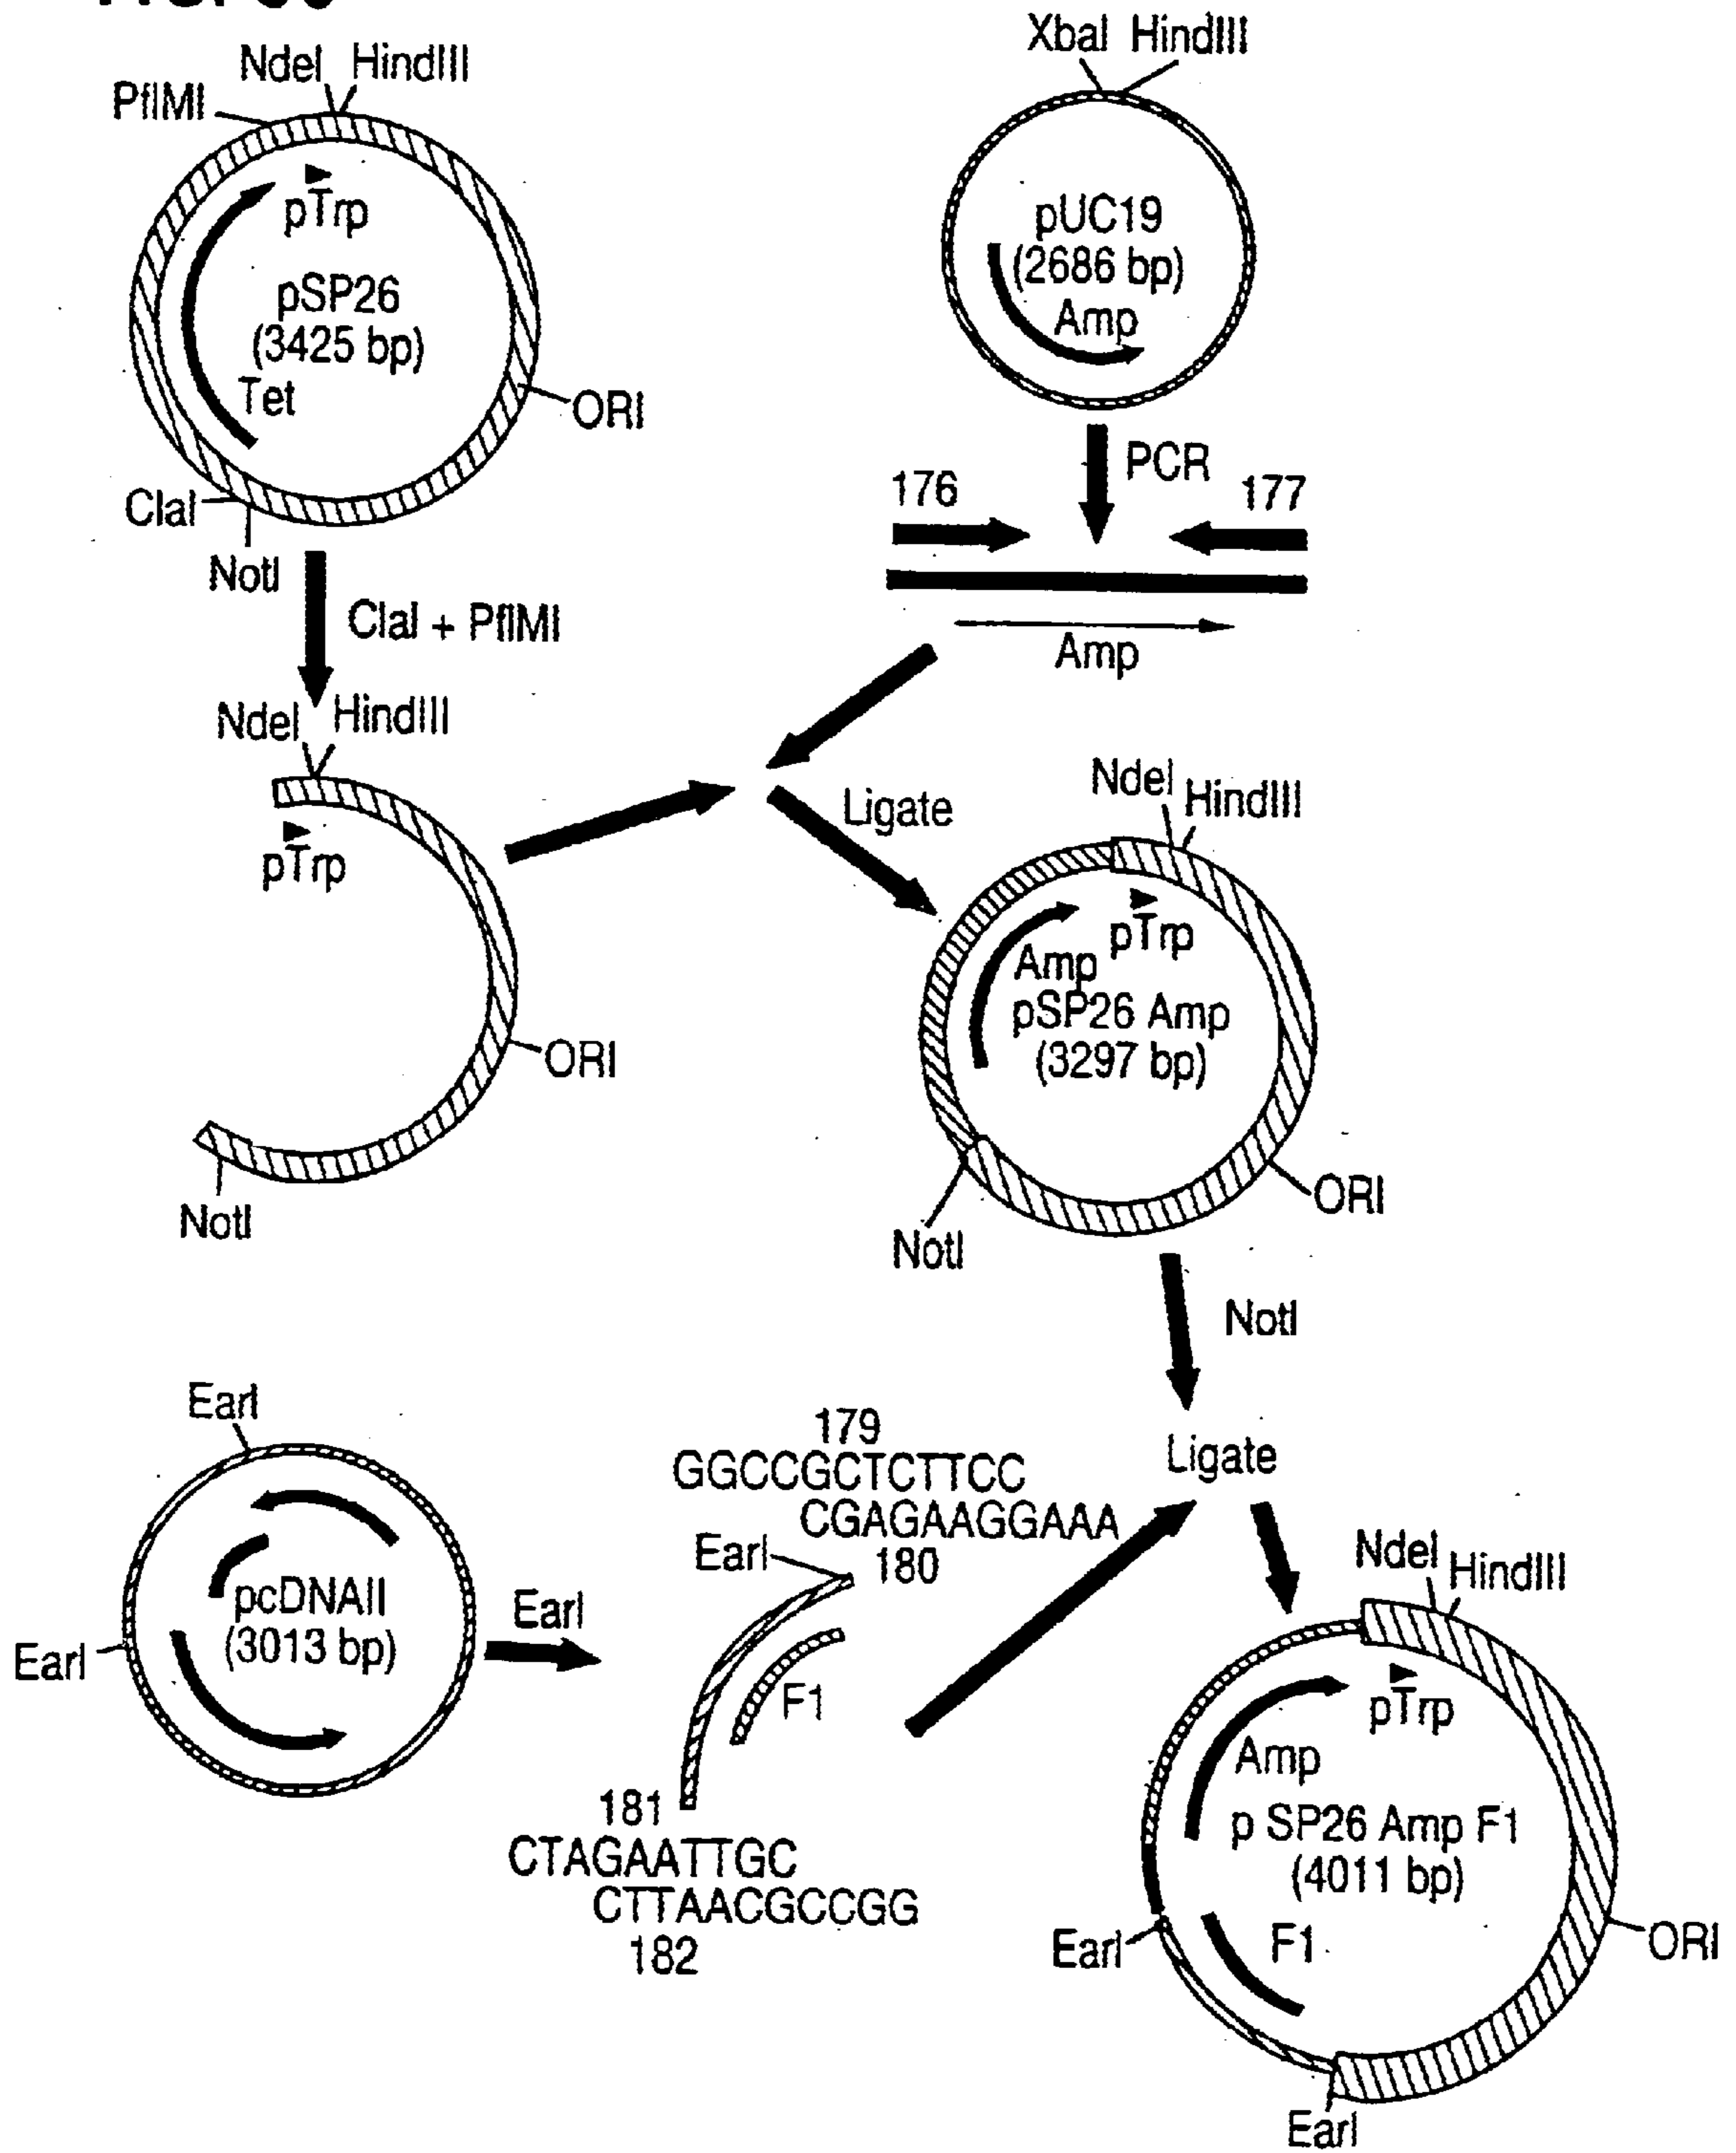 NdeI HindIII
PflMI
pTrp
pSP26
(3425 bp)
Tet
ORI
ClaI
NotI
XbaI HindIII
pUC19
(2686 bp)
Amp
PCR
176
177
Amp
ClaI + PflMI
NdeI HindIII
pTrp
ORI
NotI
Ligate
NdeI HindIII
pTrp
Amp
pSP26 Amp
(3297 bp)
ORI
NotI
NotI
Ligate
EarI
pcDNAII
(3013 bp)
EarI
EarI
179
GGCCGCTCTTCC
CGAGAAGGAAA
180
EarI
F1
181
CTAGAATTGC
CTTAACGCCGG
182
NdeI HindIII
pTrp
Amp
p SP26 Amp F1
(4011 bp)
F1
EarI
ORI
EarI